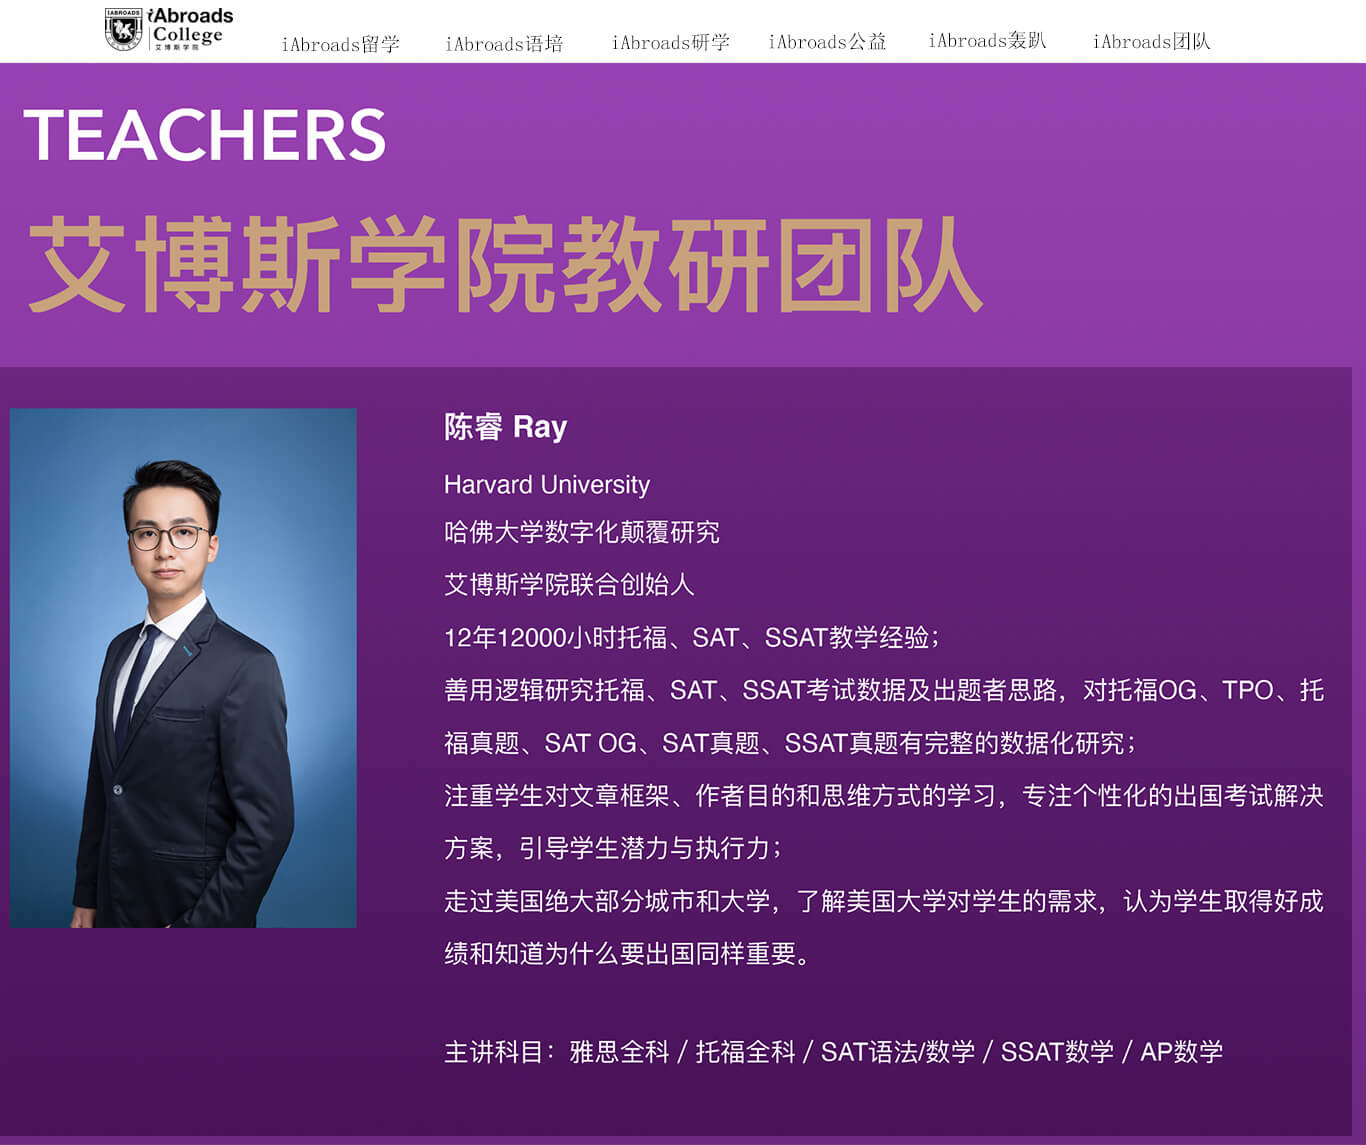 IABROADS
iAbroads
College
艾博斯学院
iAbroads留学
iAbroads语培
iAbroads研学
iAbroads公益
iAbroads轰趴
iAbroads团队
TEACHERS
艾博斯学院教研团队
陈睿 Ray
Harvard University
哈佛大学数字化颠覆研究
艾博斯学院联合创始人
12年12000小时托福、SAT、SSAT教学经验；
善用逻辑研究托福、SAT、SSAT考试数据及出题者思路，对托福OG、TPO、托
福真题、SAT OG、SAT真题、SSAT真题有完整的数据化研究；
注重学生对文章框架、作者目的和思维方式的学习，专注个性化的出国考试解决
方案，引导学生潜力与执行力；
走过美国绝大部分城市和大学，了解美国大学对学生的需求，认为学生取得好成
绩和知道为什么要出国同样重要。
主讲科目：雅思全科 / 托福全科 / SAT语法/数学 / SSAT数学 / AP数学